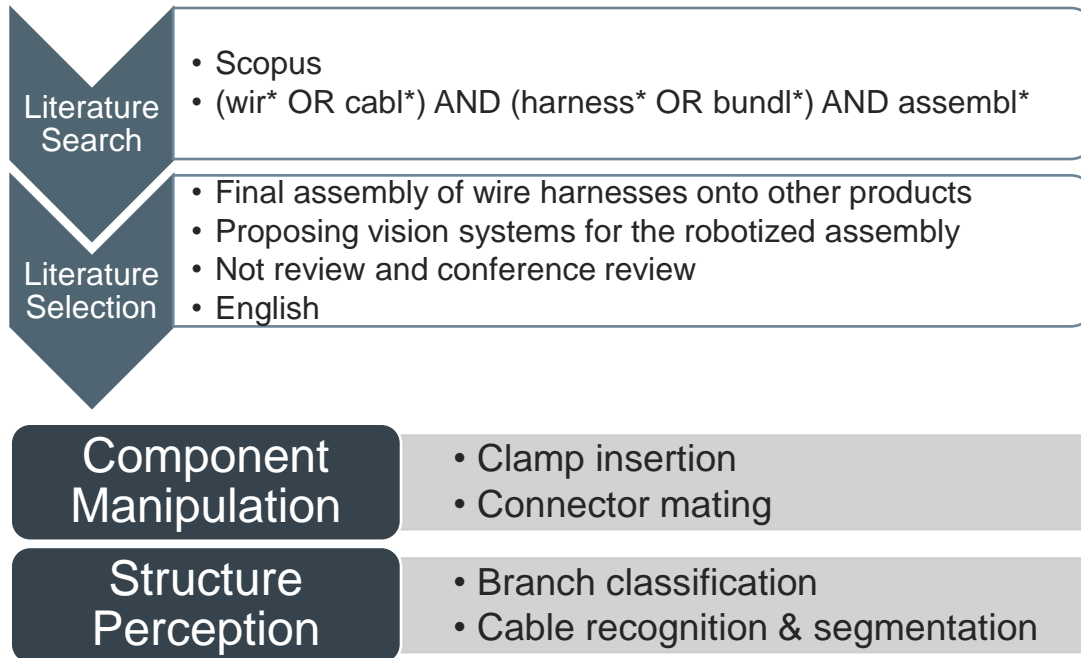 Literature
Search
• Scopus
• (wir* OR cabl*) AND (harness* OR bundl*) AND assembl*
Literature
Selection
• Final assembly of wire harnesses onto other products
• Proposing vision systems for the robotized assembly
• Not review and conference review
• English
Component
Manipulation
• Clamp insertion
• Connector mating
Structure
Perception
• Branch classification
• Cable recognition & segmentation